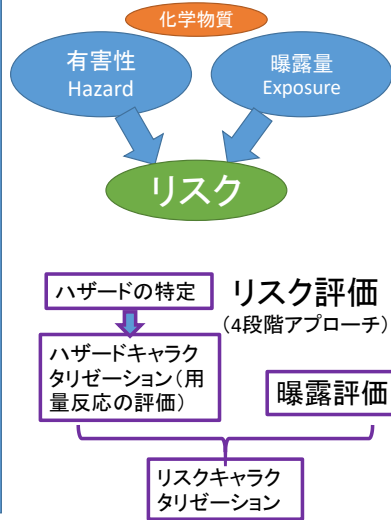 化学物質
有害性
Hazard
曝露量
Exposure
リスク
ハザードの特定
リスク評価
(4段階アプローチ)
ハザードキャラク
タリゼーション(用
量反応の評価)
曝露評価
リスクキャラク
タリゼーション